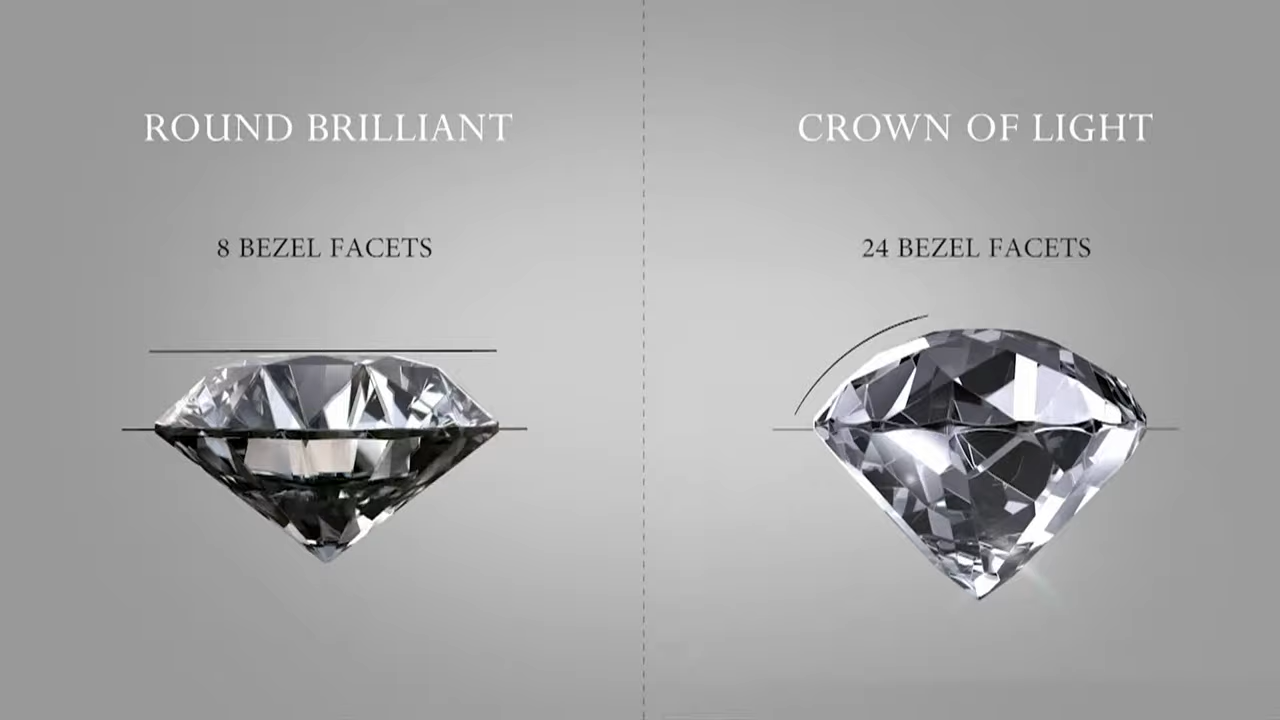 ROUND BRILLIANT
8 BEZEL FACETS
CROWN OF LIGHT
24 BEZEL FACETS